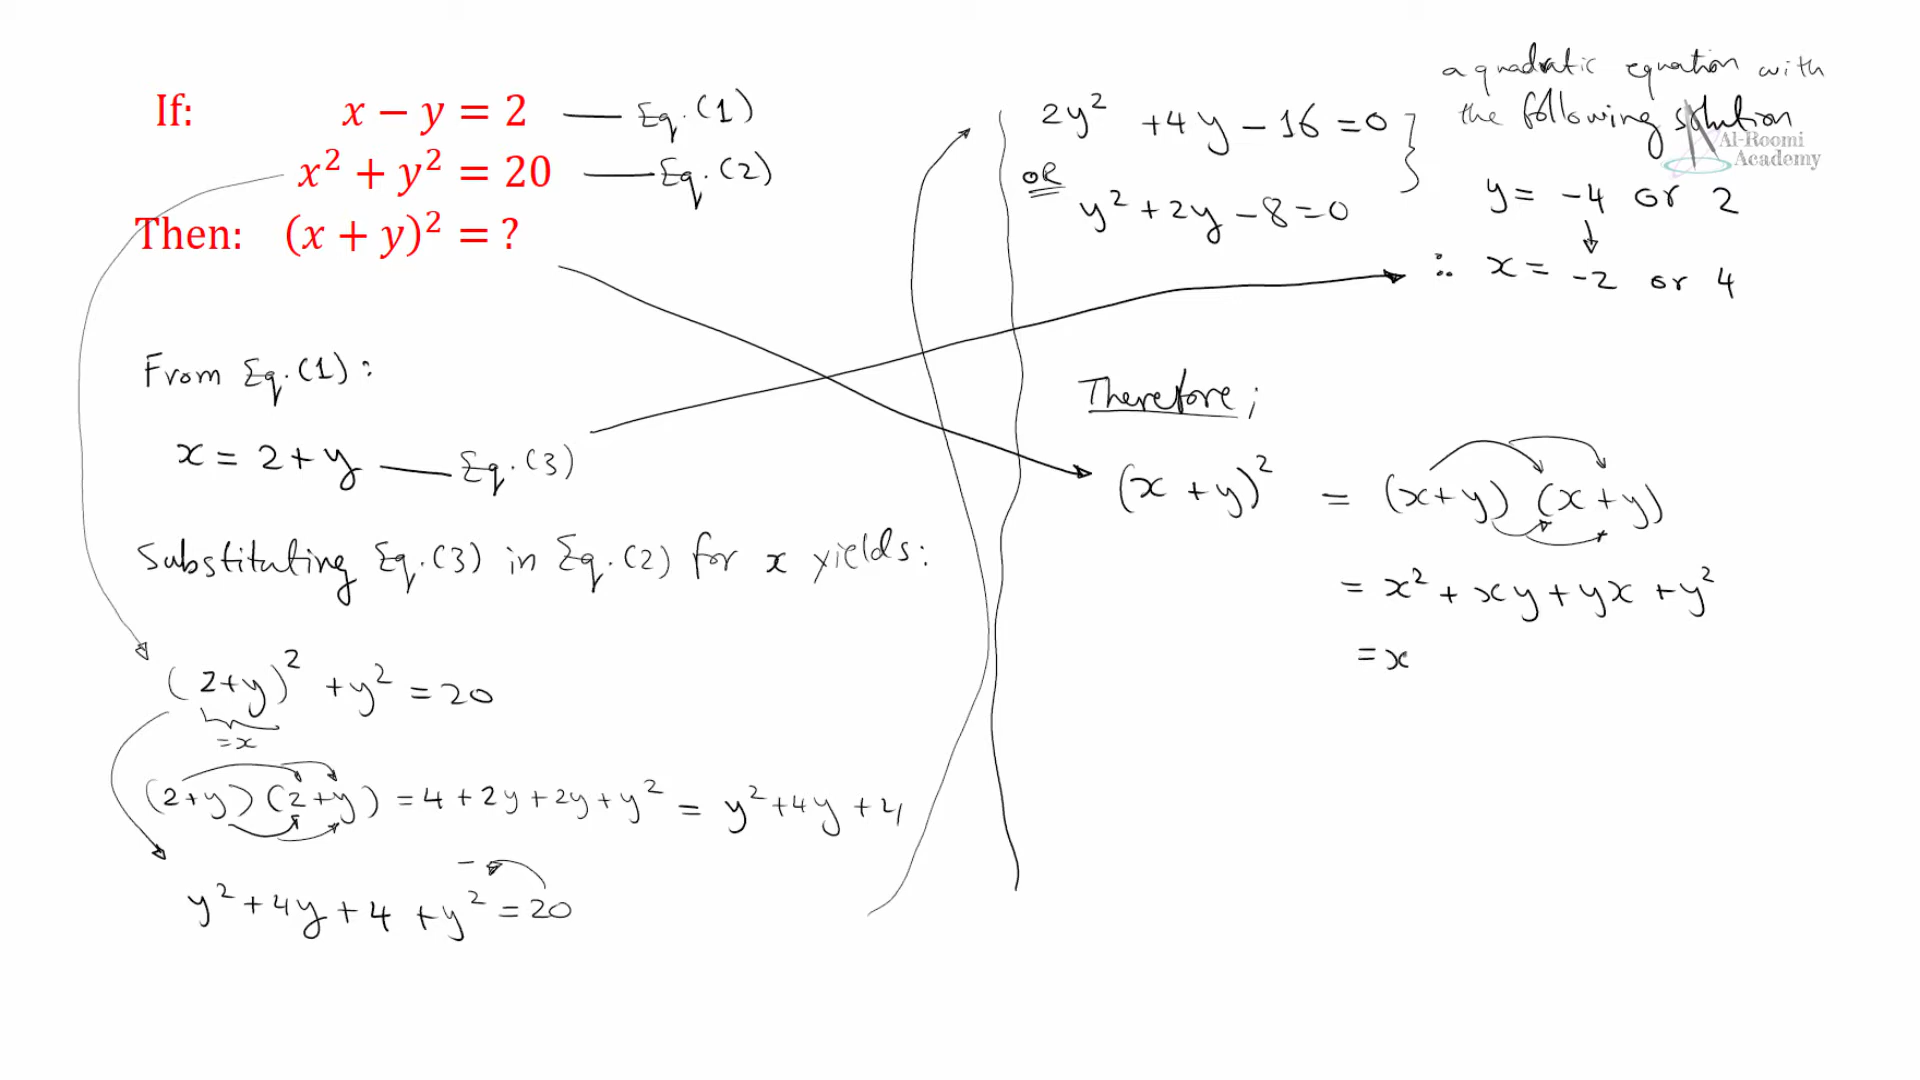 If: x − y = 2 — Eq.(1)
x² + y² = 20 — Eq.(2)
Then: (x + y)² = ?
From Eq.(1):
x = 2+y — Eq.(3)
Substituting Eq.(3) in Eq.(2) for x yields:
(2+y)² + y² = 20
=x
(2+y)(2+y) = 4 + 2y + 2y + y² = y² + 4y + 4
−
y² + 4y + 4 + y² = 20
2y² + 4y − 16 = 0
OR
y² + 2y − 8 = 0
a quadratic equation with
the following solution
Al-Roomi
Academy
y = -4 or 2
∴ x = -2 or 4
Therefore;
(x + y)² = (x+y)(x+y)
= x² + xy + yx + y²
= x